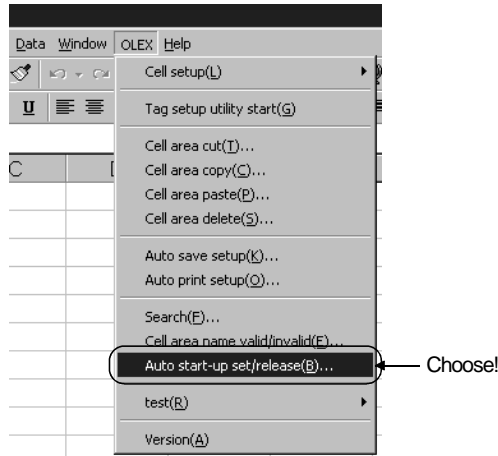 Data Window OLEX Help
Cell setup(L)
Tag setup utility start(G)
U
Cell area cut(T)...
C
Cell area copy(C)...
Cell area paste(P)...
Cell area delete(S)...
Auto save setup(K)...
Auto print setup(O)...
Search(F)...
Cell area name valid/invalid(E)...
Auto start-up set/release(B)... Choose!
test(R)
Version(A)